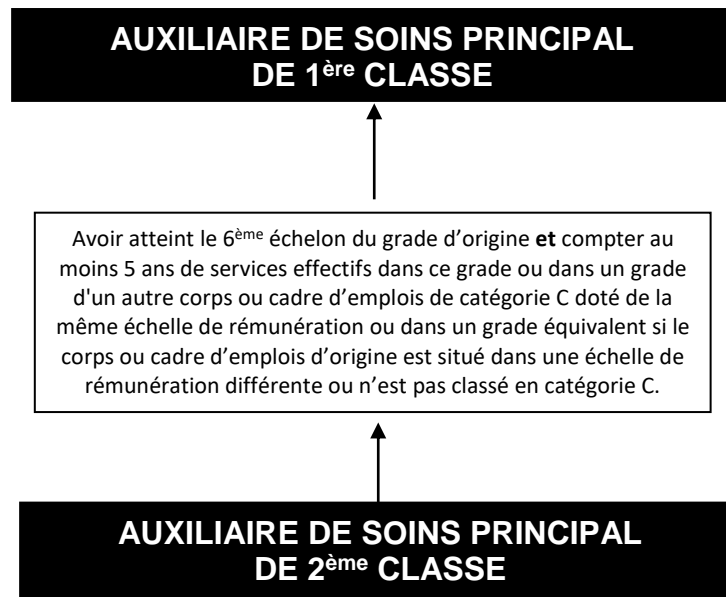 AUXILIAIRE DE SOINS PRINCIPAL
DE 1ère CLASSE
Avoir atteint le 6ème échelon du grade d’origine et compter au
moins 5 ans de services effectifs dans ce grade ou dans un grade
d'un autre corps ou cadre d’emplois de catégorie C doté de la
même échelle de rémunération ou dans un grade équivalent si le
corps ou cadre d’emplois d’origine est situé dans une échelle de
rémunération différente ou n’est pas classé en catégorie C.
AUXILIAIRE DE SOINS PRINCIPAL
DE 2ème CLASSE